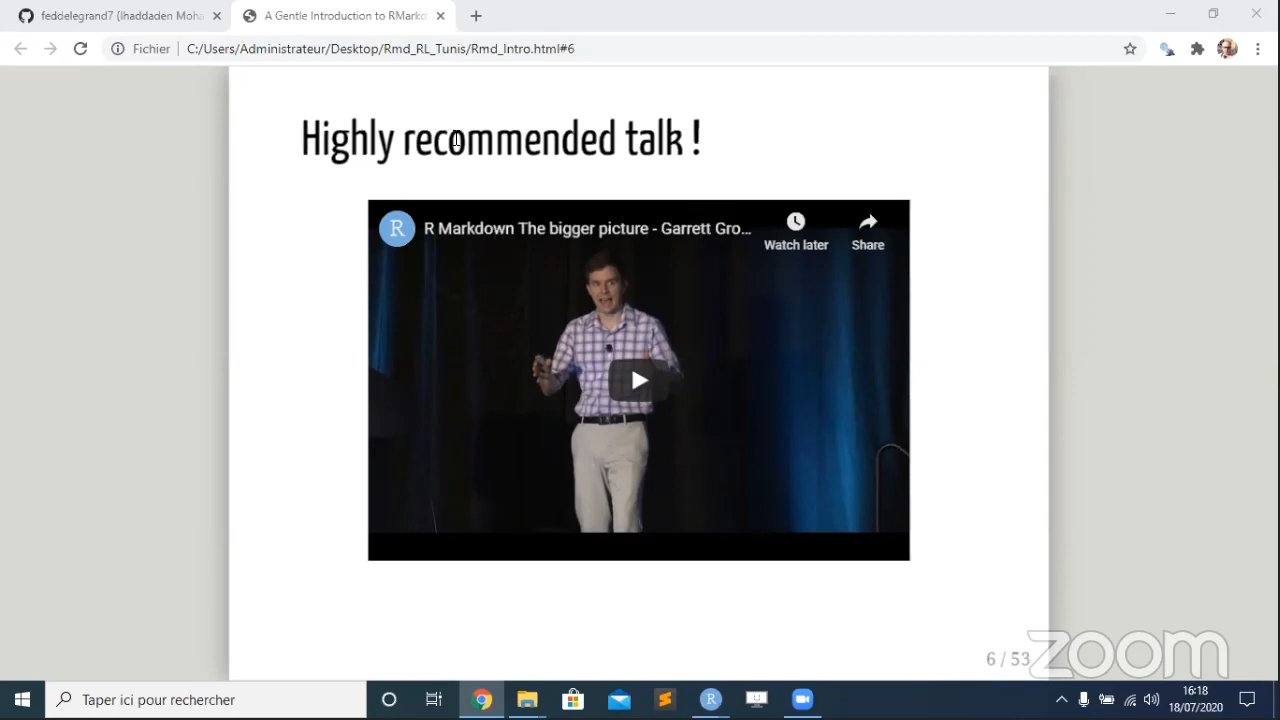 feddelegrand7 (Ihaddaden Moha
A Gentle Introduction to RMarkd
Fichier
C:/Users/Administrateur/Desktop/Rmd_RL_Tunis/Rmd_Intro.html#6
Highly recommended talk !
R
R Markdown The bigger picture - Garrett Gro...
Watch later
Share
6 / 53
zoom
Taper ici pour rechercher
R
16:18
18/07/2020